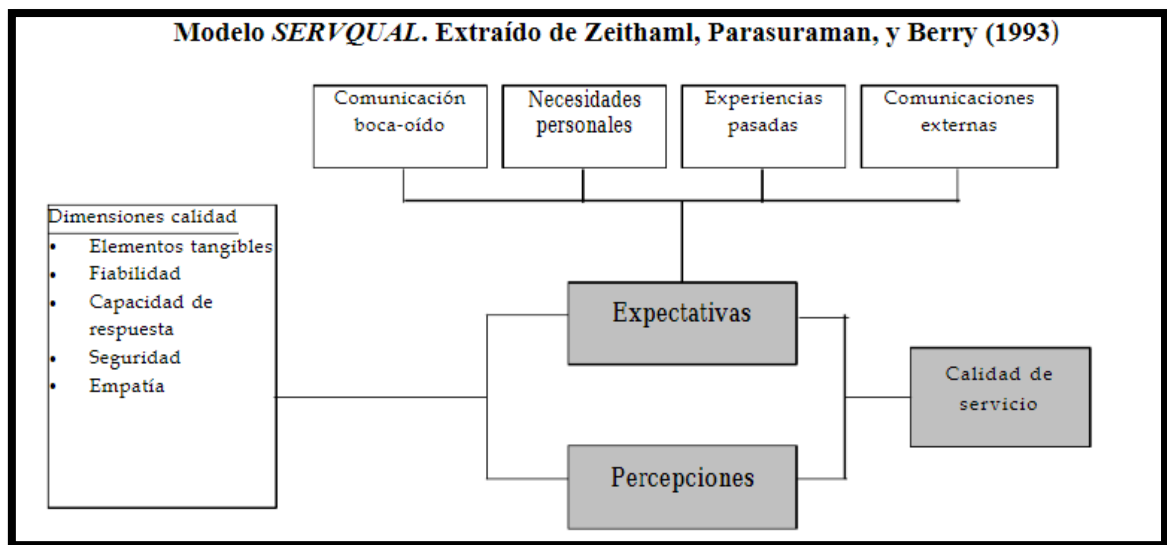 Modelo SERVQUAL. Extraído de Zeithaml, Parasuraman, y Berry (1993)
Comunicación
boca-oído
Necesidades
personales
Experiencias
pasadas
Comunicaciones
externas
Dimensiones calidad
• Elementos tangibles
• Fiabilidad
• Capacidad de
respuesta
• Seguridad
• Empatía
Expectativas
Percepciones
Calidad de
servicio